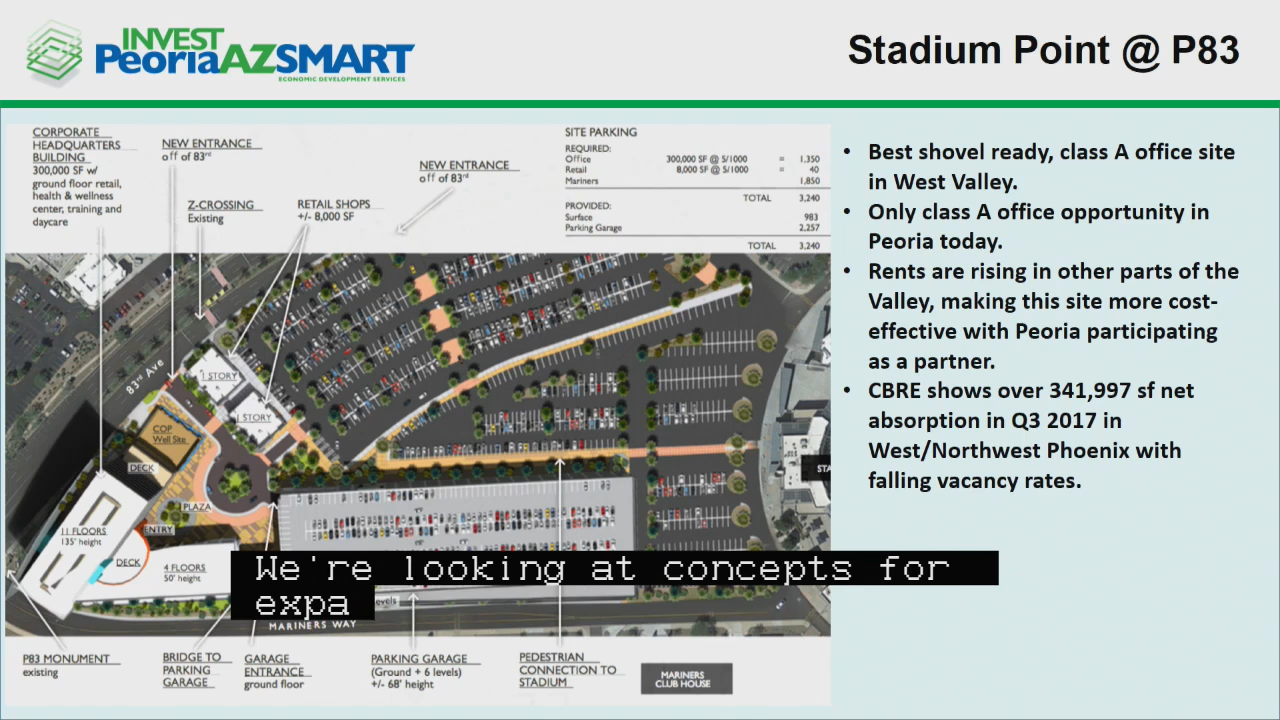 INVEST
PeoriaAZSMART
ECONOMIC DEVELOPMENT SERVICES
Stadium Point @ P83
CORPORATE
HEADQUARTERS
BUILDING
300,000 SF w/
ground floor retail,
health & wellness
center, training and
daycare
NEW ENTRANCE
off of 83rd
Z-CROSSING
Existing
RETAIL SHOPS
+/- 8,000 SF
NEW ENTRANCE
off of 83rd
SITE PARKING
REQUIRED:
Office 300,000 SF @ 5/1000 = 1,350
Retail 8,000 SF @ 5/1000 = 40
Mariners 1,850
TOTAL 3,240
PROVIDED:
Surface 983
Parking Garage 2,257
TOTAL 3,240
• Best shovel ready, class A office site
in West Valley.
• Only class A office opportunity in
Peoria today.
• Rents are rising in other parts of the
Valley, making this site more cost-
effective with Peoria participating
as a partner.
• CBRE shows over 341,997 sf net
absorption in Q3 2017 in
West/Northwest Phoenix with
falling vacancy rates.
83rd Ave
1 STORY
1 STORY
COP
Well Site
DECK
PLAZA
ENTRY
11 FLOORS
135' height
DECK
4 FLOORS
50' height
STA
We're looking at concepts for
expa
levels
MARINERS WAY
P83 MONUMENT
existing
BRIDGE TO
PARKING
GARAGE
GARAGE
ENTRANCE
ground floor
PARKING GARAGE
(Ground + 6 levels)
+/- 68' height
PEDESTRIAN
CONNECTION TO
STADIUM
MARINERS
CLUB HOUSE